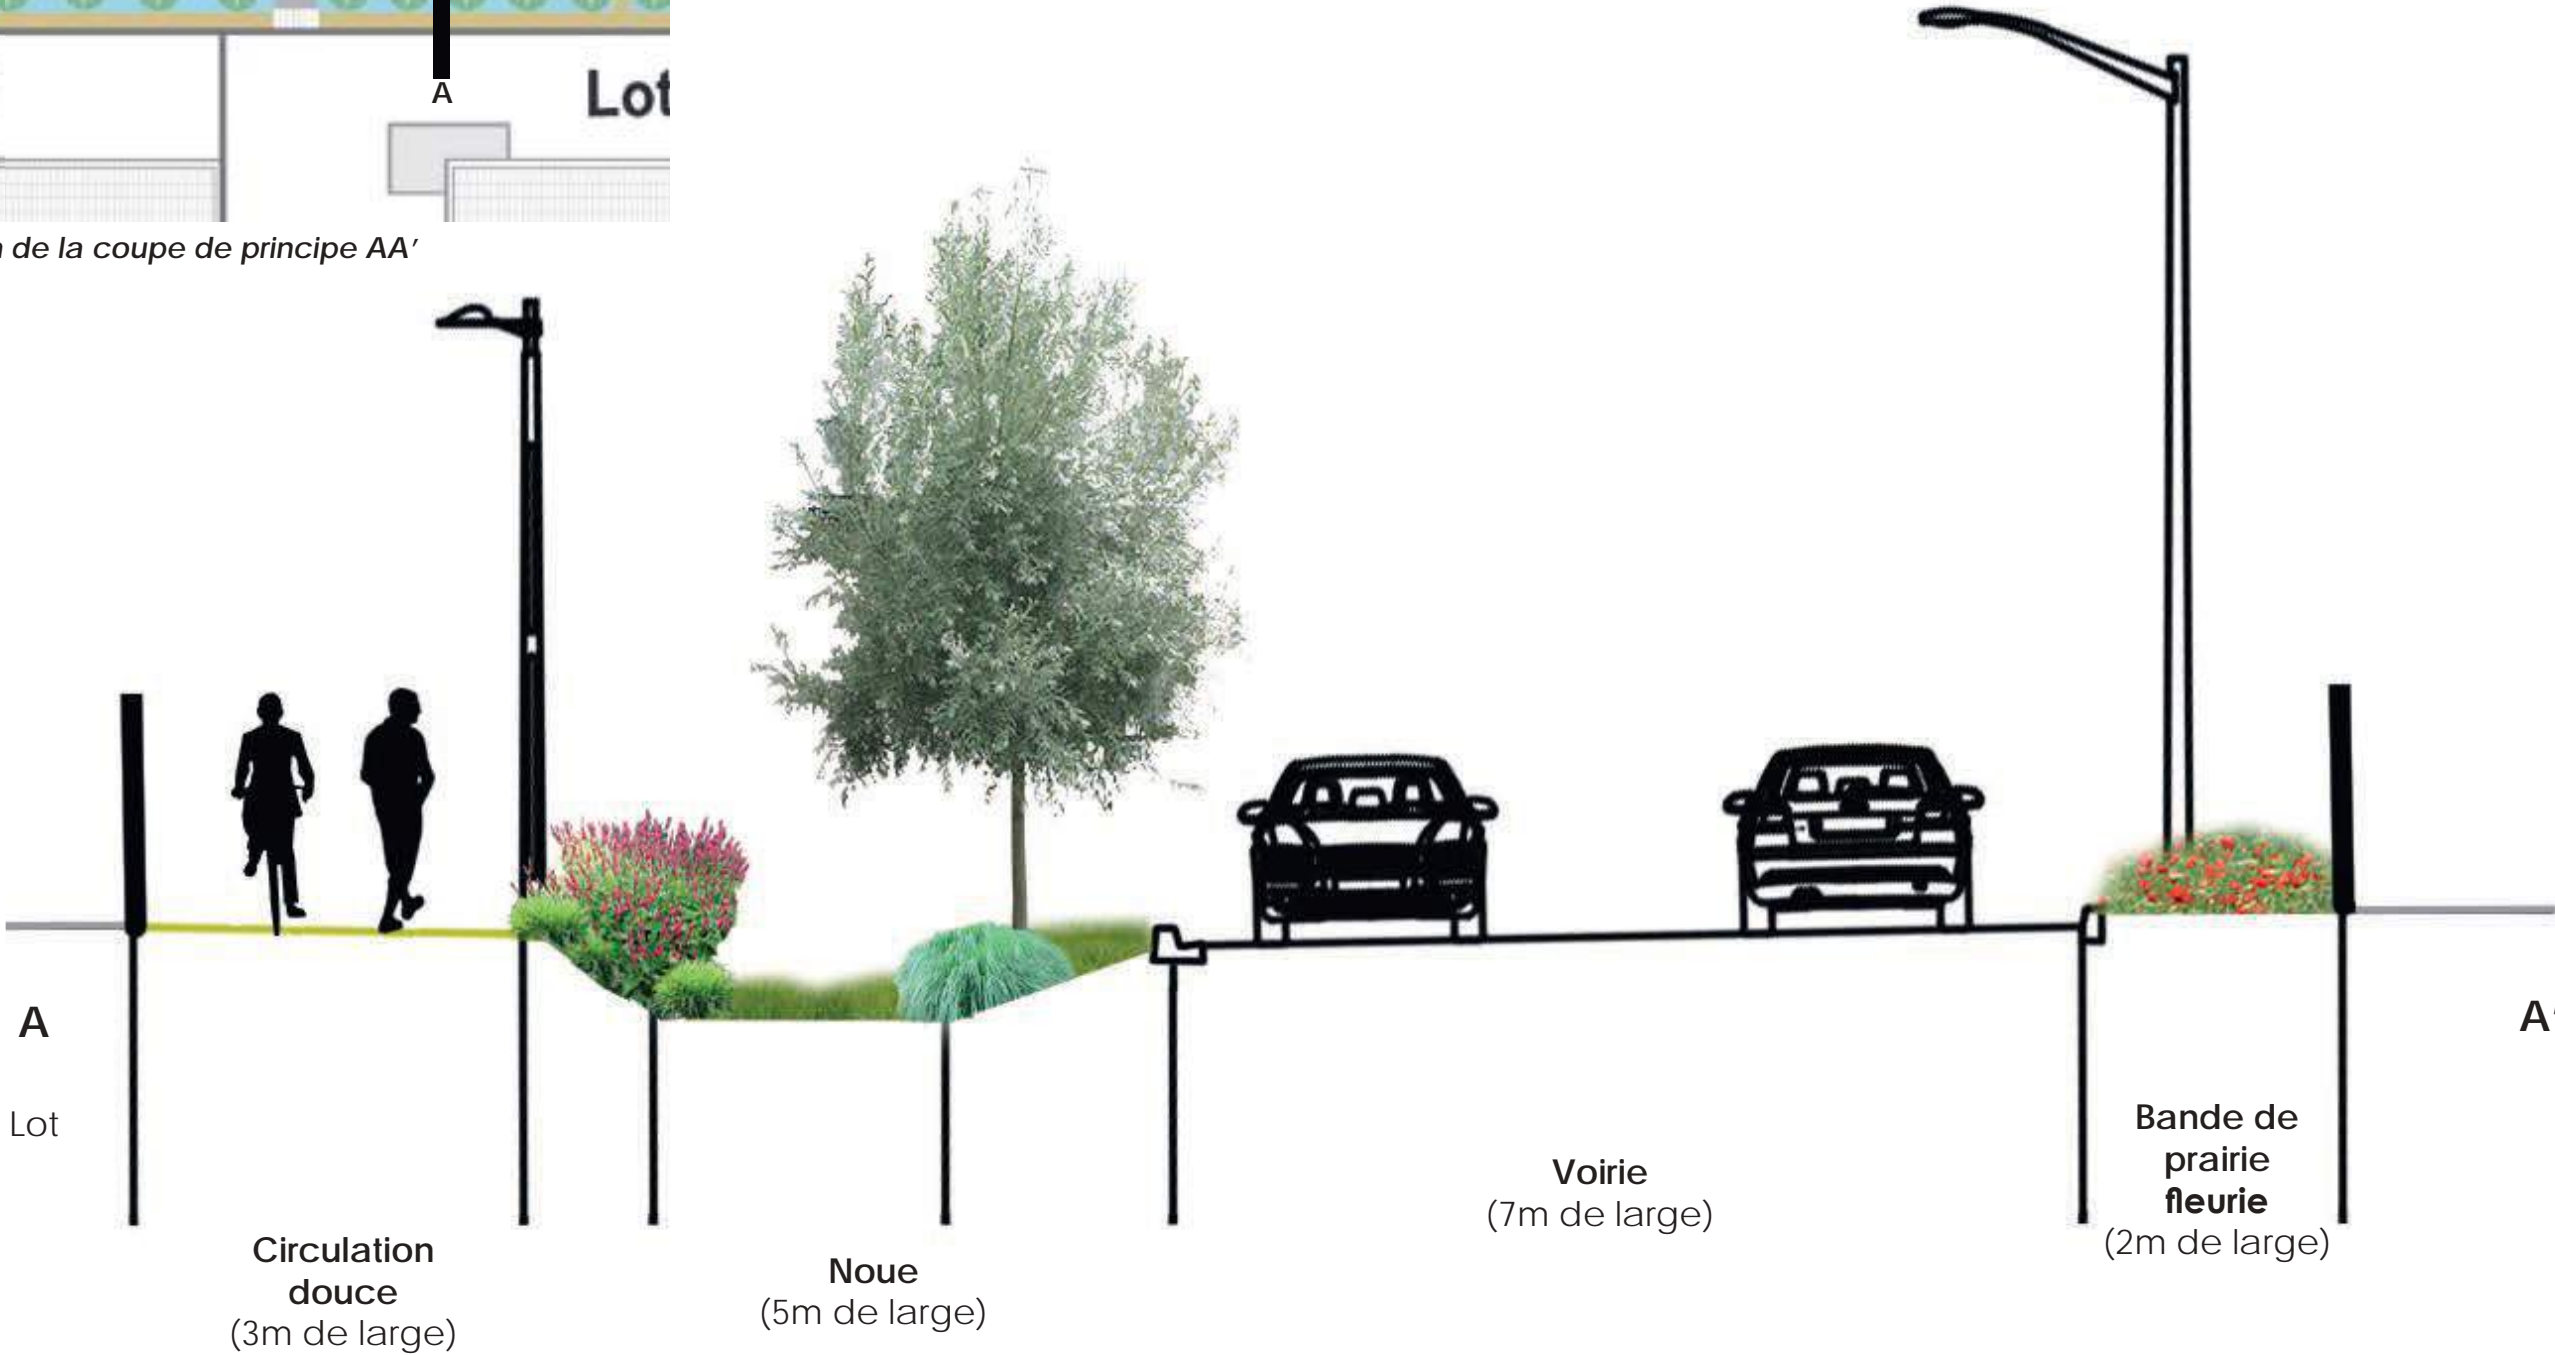 A
Lot
de la coupe de principe AA'
A
A'
Lot
Bande de
prairie
fleurie
(2m de large)
Voirie
(7m de large)
Circulation
douce
(3m de large)
Noue
(5m de large)